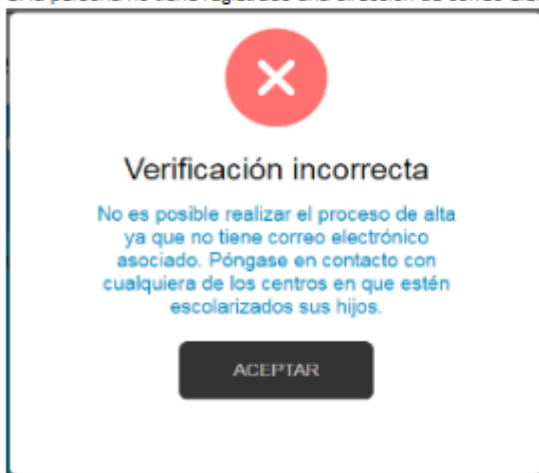 Verificación incorrecta
No es posible realizar el proceso de alta
ya que no tiene correo electrónico
asociado. Póngase en contacto con
cualquiera de los centros en que estén
escolarizados sus hijos.
ACEPTAR